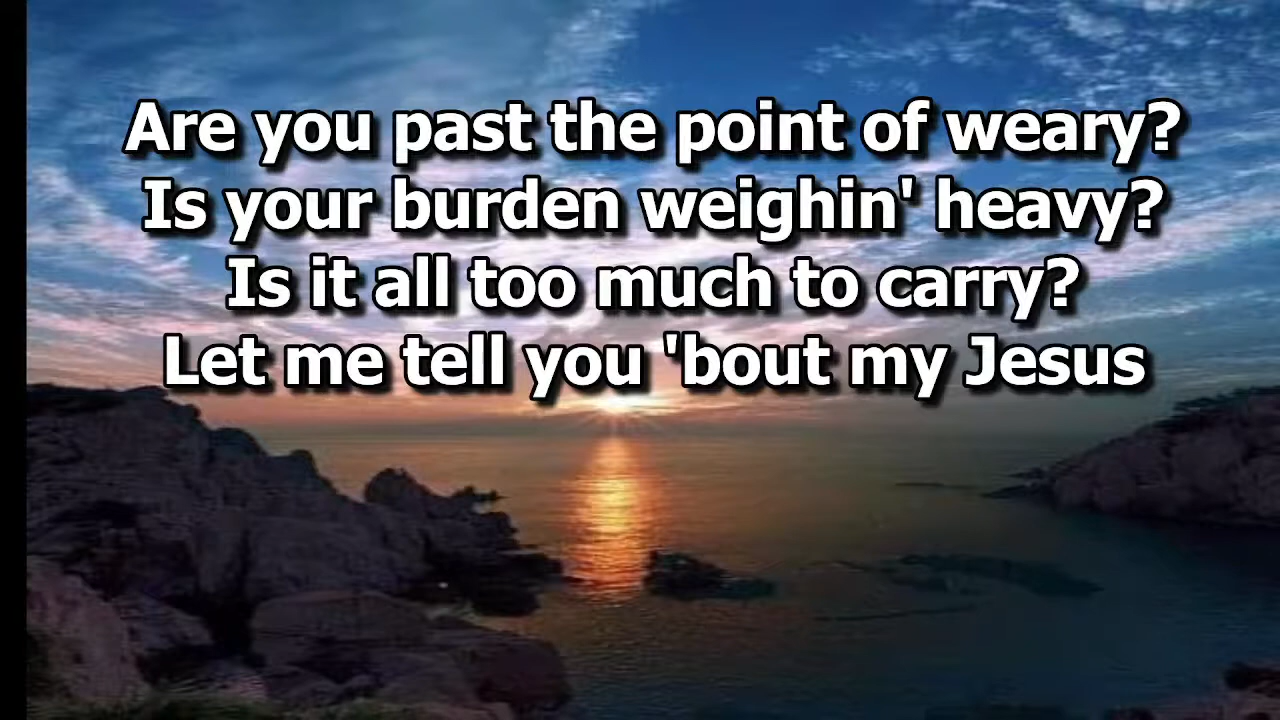 Are you past the point of weary?
Is your burden weighin' heavy?
Is it all too much to carry?
Let me tell you 'bout my Jesus